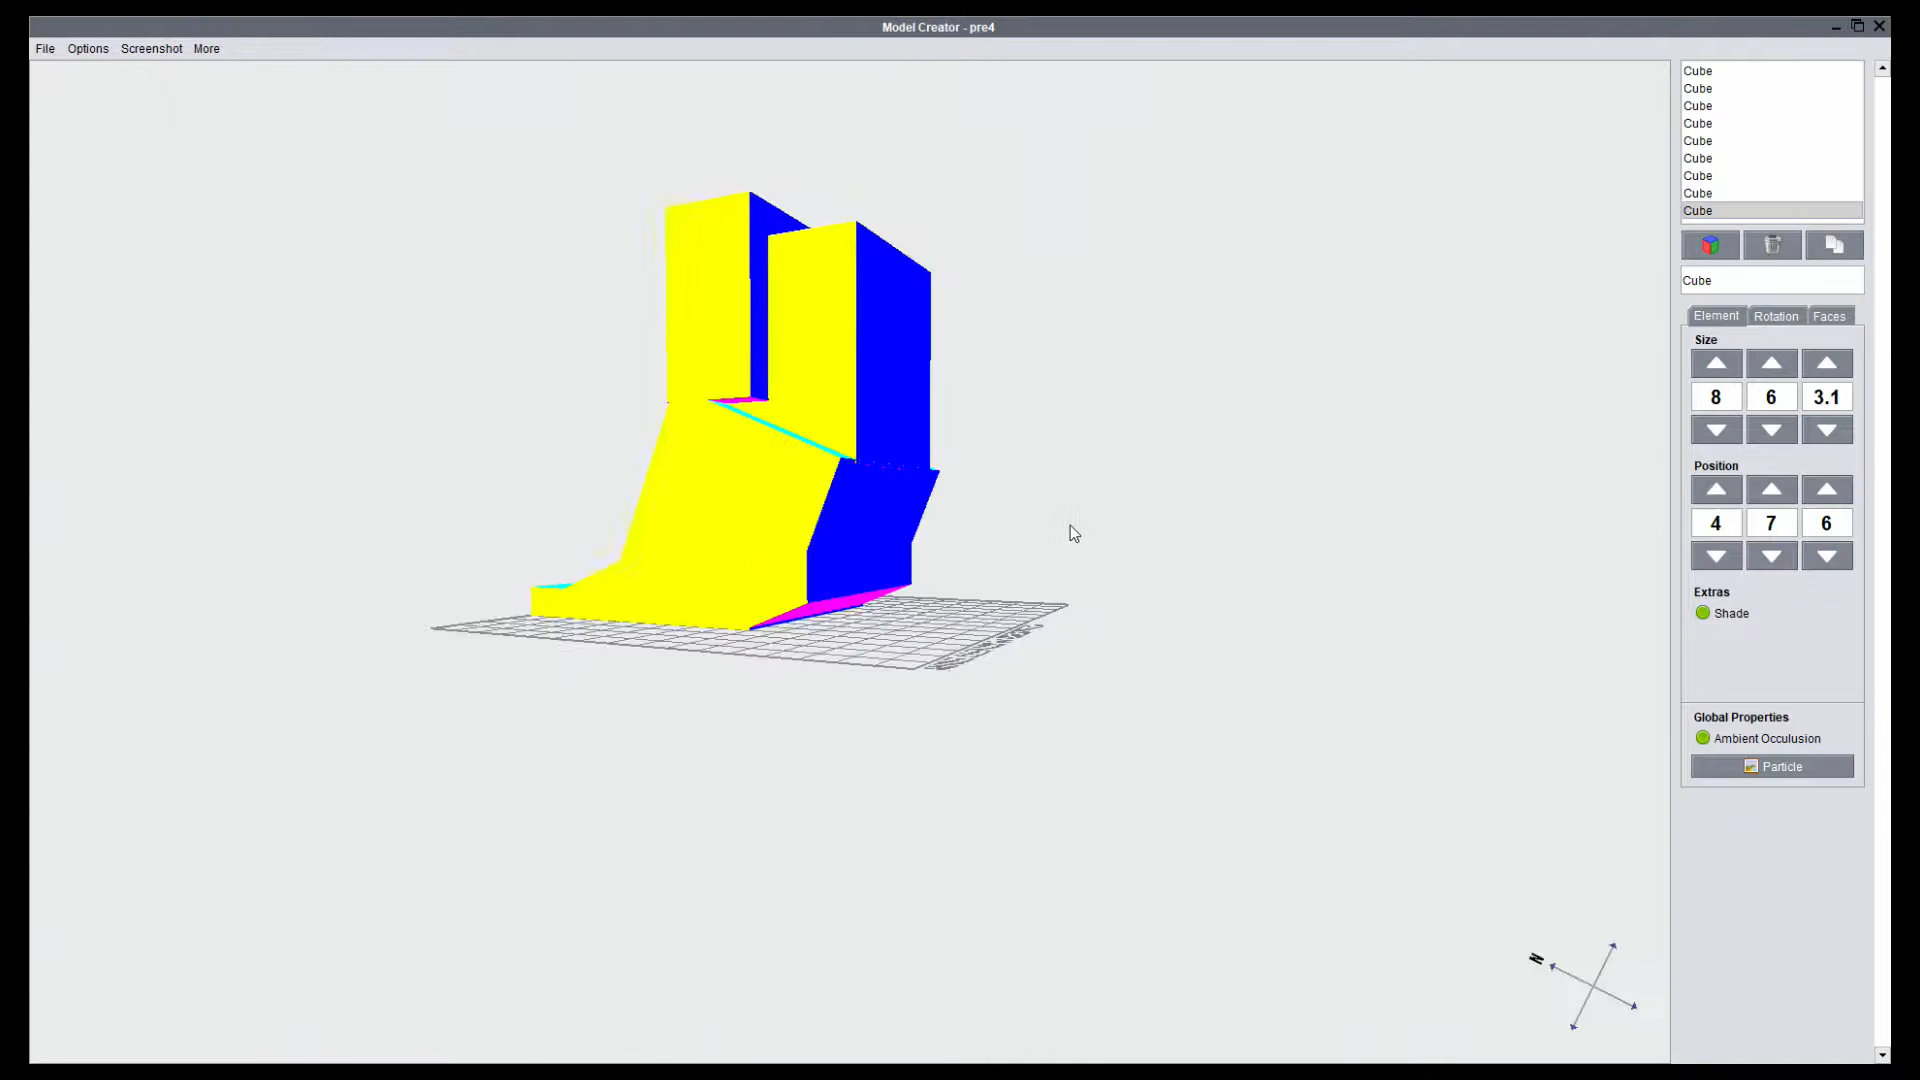 Model Creator - pre4
File Options Screenshot More
Cube
Cube
Cube
Cube
Cube
Cube
Cube
Cube
Cube
Cube
Element Rotation Faces
Size
8 6 3.1
Position
4 7 6
Extras
Shade
Global Properties
Ambient Occulusion
Particle
N